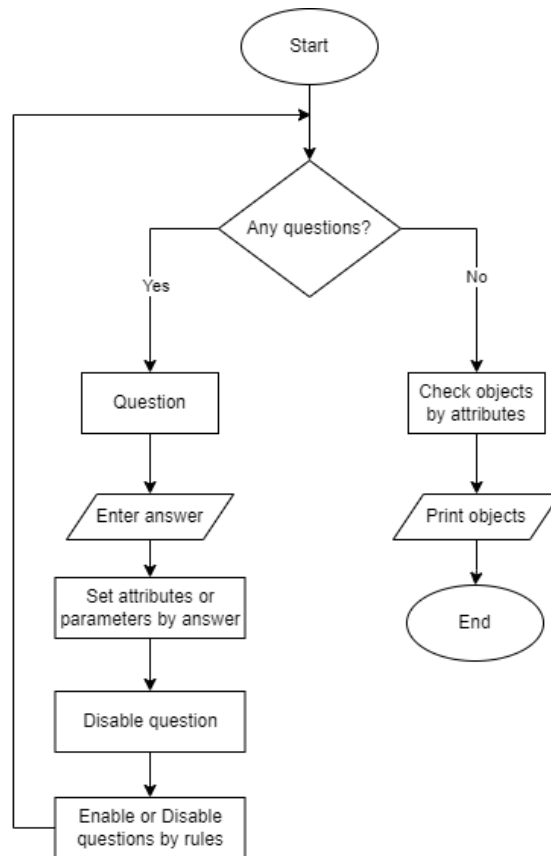 Start
Any questions?
Yes
No
Question
Check objects
by attributes
Enter answer
Print objects
Set attributes or
parameters by answer
End
Disable question
Enable or Disable
questions by rules